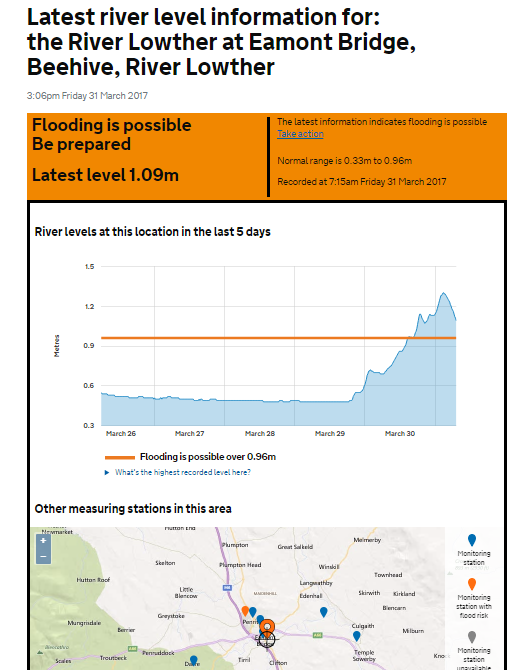 Latest river level information for:
the River Lowther at Eamont Bridge,
Beehive, River Lowther
3:06pm Friday 31 March 2017
Flooding is possible
Be prepared
Latest level 1.09m
The latest information indicates flooding is possible
Take action
Normal range is 0.33m to 0.96m
Recorded at 7:15am Friday 31 March 2017
River levels at this location in the last 5 days
1.5
1.2
0.9
0.6
0.3
Metres
March 26 March 27 March 28 March 29 March 30
Flooding is possible over 0.96m
What's the highest recorded level here?
Other measuring stations in this area
+
−
Newmarket
Hutton End
Plumpton
Great Salkeld
Melmerby
Skelton
Plumpton Head
Winskill
Townhead
Hutton Roof
Langwathby
Little
Blencow
Edenhall
Skirwith
Kirkland
Blencarn
Greystoke
Mungrisdale
Berrier
Culgaith
Milburn
Penruddock
Temple
Sowerby
Scales
Troutbeck
Tirril
Clifton
Monitoring
station
Monitoring
station with
flood risk
Monitoring
station
unavailable